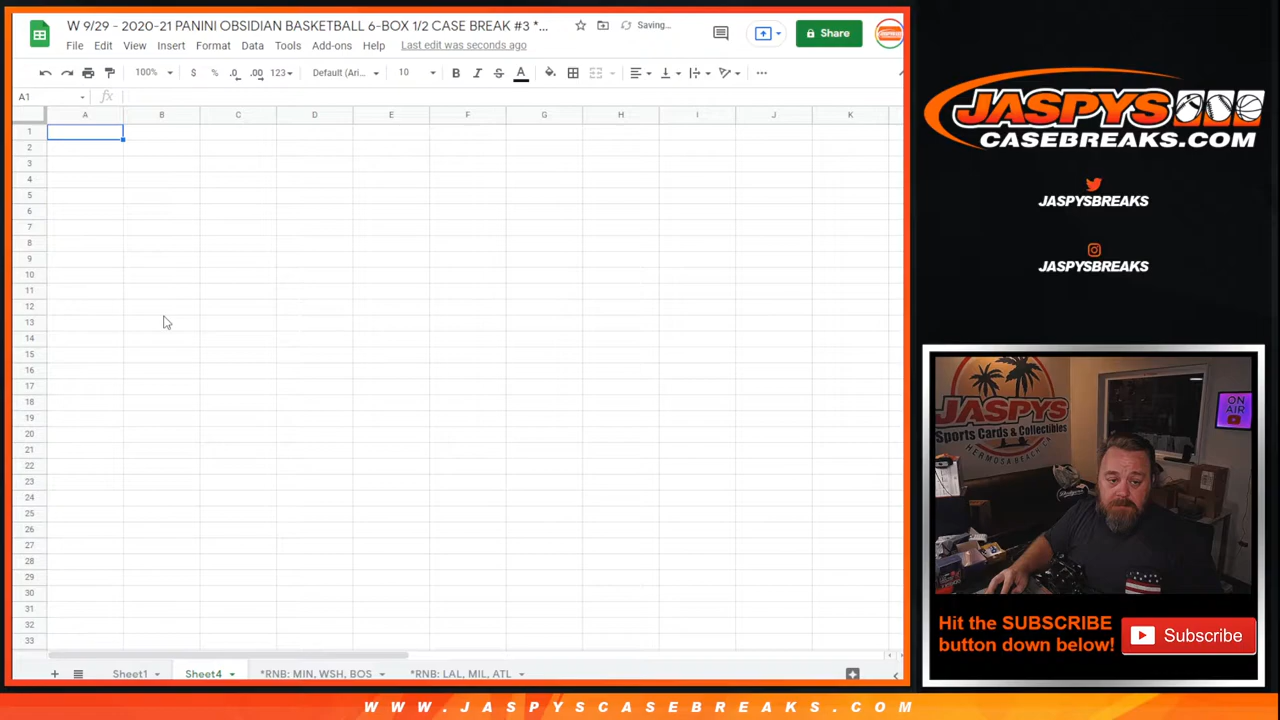 W 9/29 - 2020-21 PANINI OBSIDIAN BASKETBALL 6-BOX 1/2 CASE BREAK #3 *...
Saving...
Share
File Edit View Insert Format Data Tools Add-ons Help Last edit was seconds ago
100% $ % .0 .00 123 Default (Ari... 10 B I S A
A1 fx
A B C D E F G H I J K
1
2
3
4
5
6
7
8
9
10
11
12
13
14
15
16
17
18
19
20
21
22
23
24
25
26
27
28
29
30
31
32
33
Sheet1 Sheet4 *RNB: MIN, WSH, BOS *RNB: LAL, MIL, ATL
JASPYS
CASEBREAKS.COM
JASPYSBREAKS
JASPYSBREAKS
JASPYS
Sports Cards & Collectibles
HERMOSA BEACH CA
ON
AIR
Hit the SUBSCRIBE
button down below!
Subscribe
WWW.JASPYSCASEBREAKS.COM